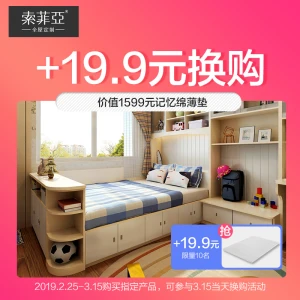 索菲亞®
全屋定制
+19.9元换购
价值1599元记忆绵薄垫
抢
+19.9元
限量10名
2019.2.25-3.15购买指定产品，可参与3.15当天换购活动